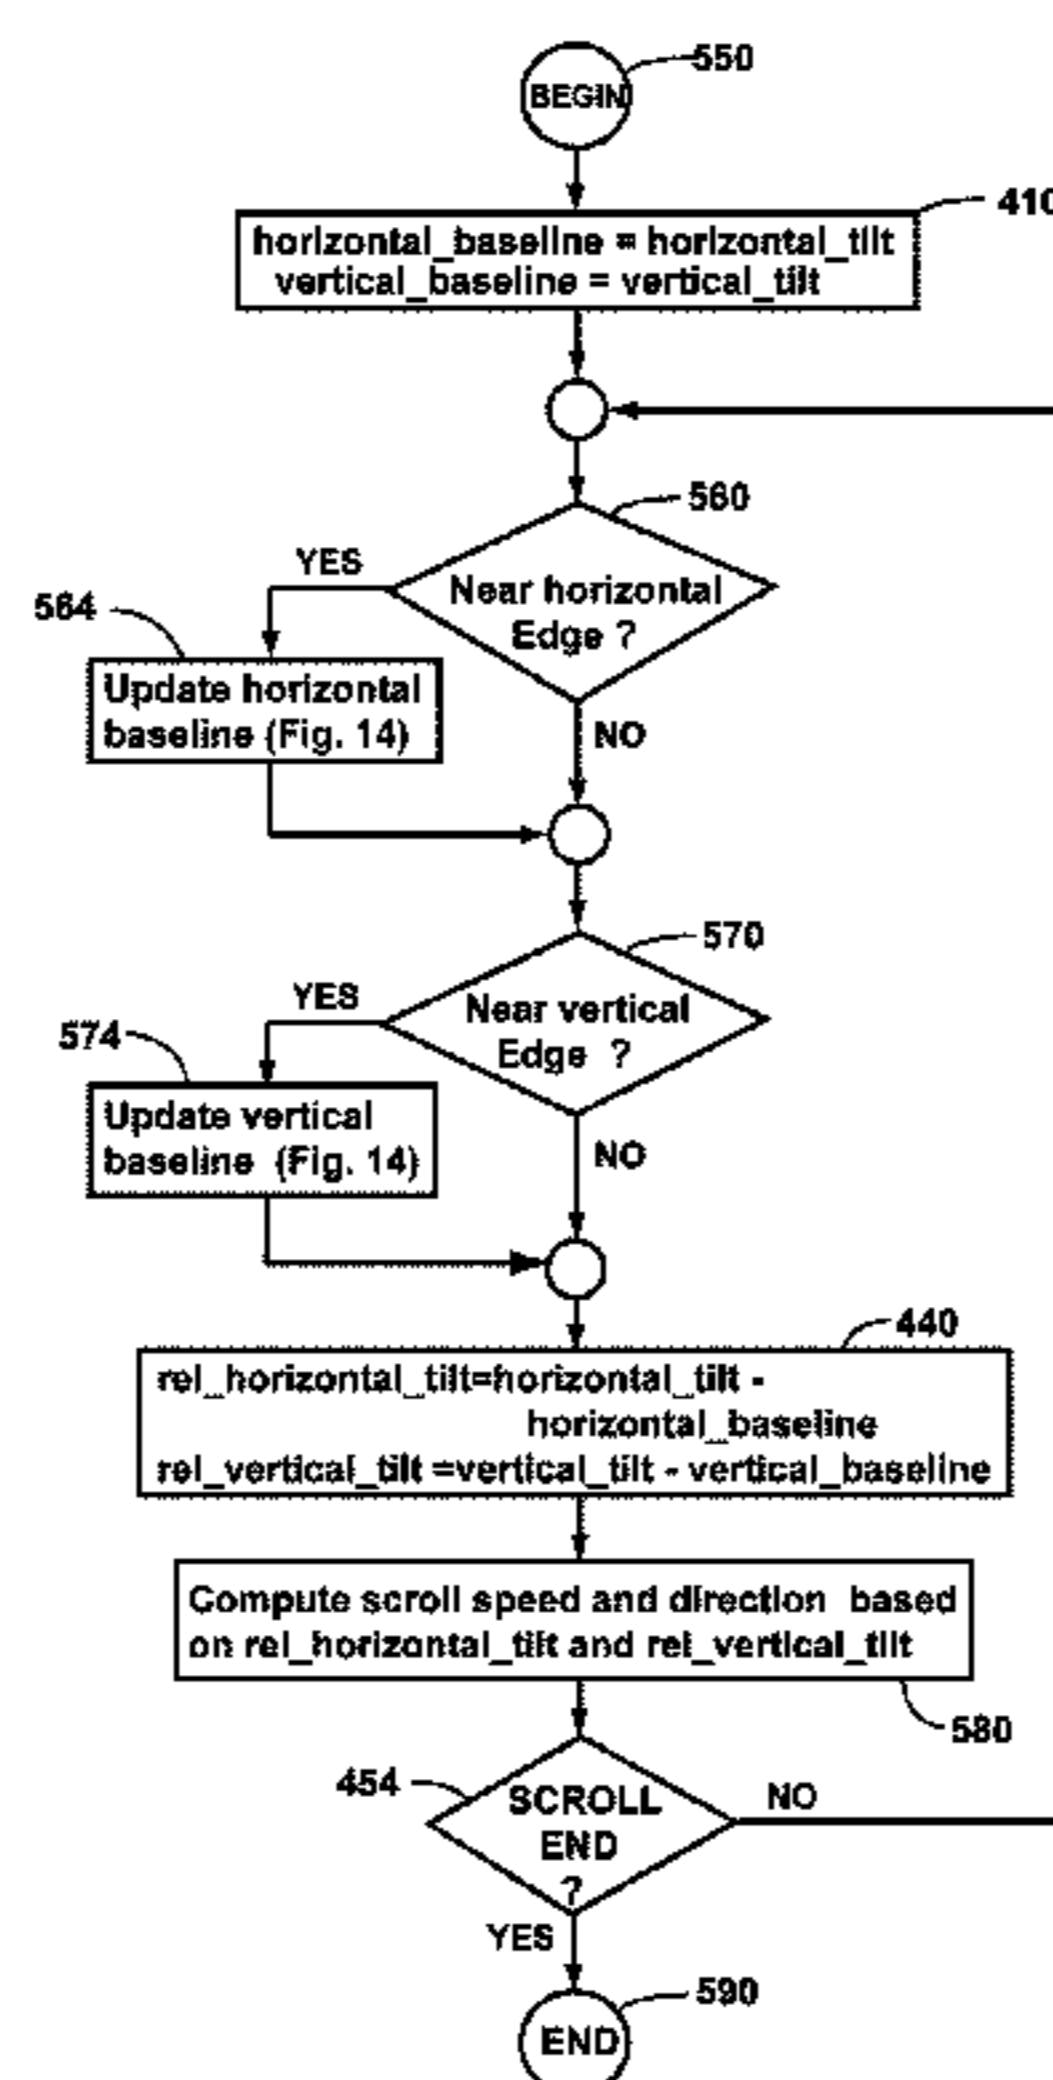 550
BEGIN
410
horizontal_baseline = horizontal_tilt
vertical_baseline = vertical_tilt
560
YES
Near horizontal
Edge ?
564
Update horizontal
baseline (Fig. 14)
NO
570
YES
Near vertical
Edge ?
574
Update vertical
baseline (Fig. 14)
NO
440
rel_horizontal_tilt=horizontal_tilt -
horizontal_baseline
rel_vertical_tilt =vertical_tilt - vertical_baseline
Compute scroll speed and direction based
on rel_horizontal_tilt and rel_vertical_tilt
580
454
SCROLL
END
?
NO
YES
590
END